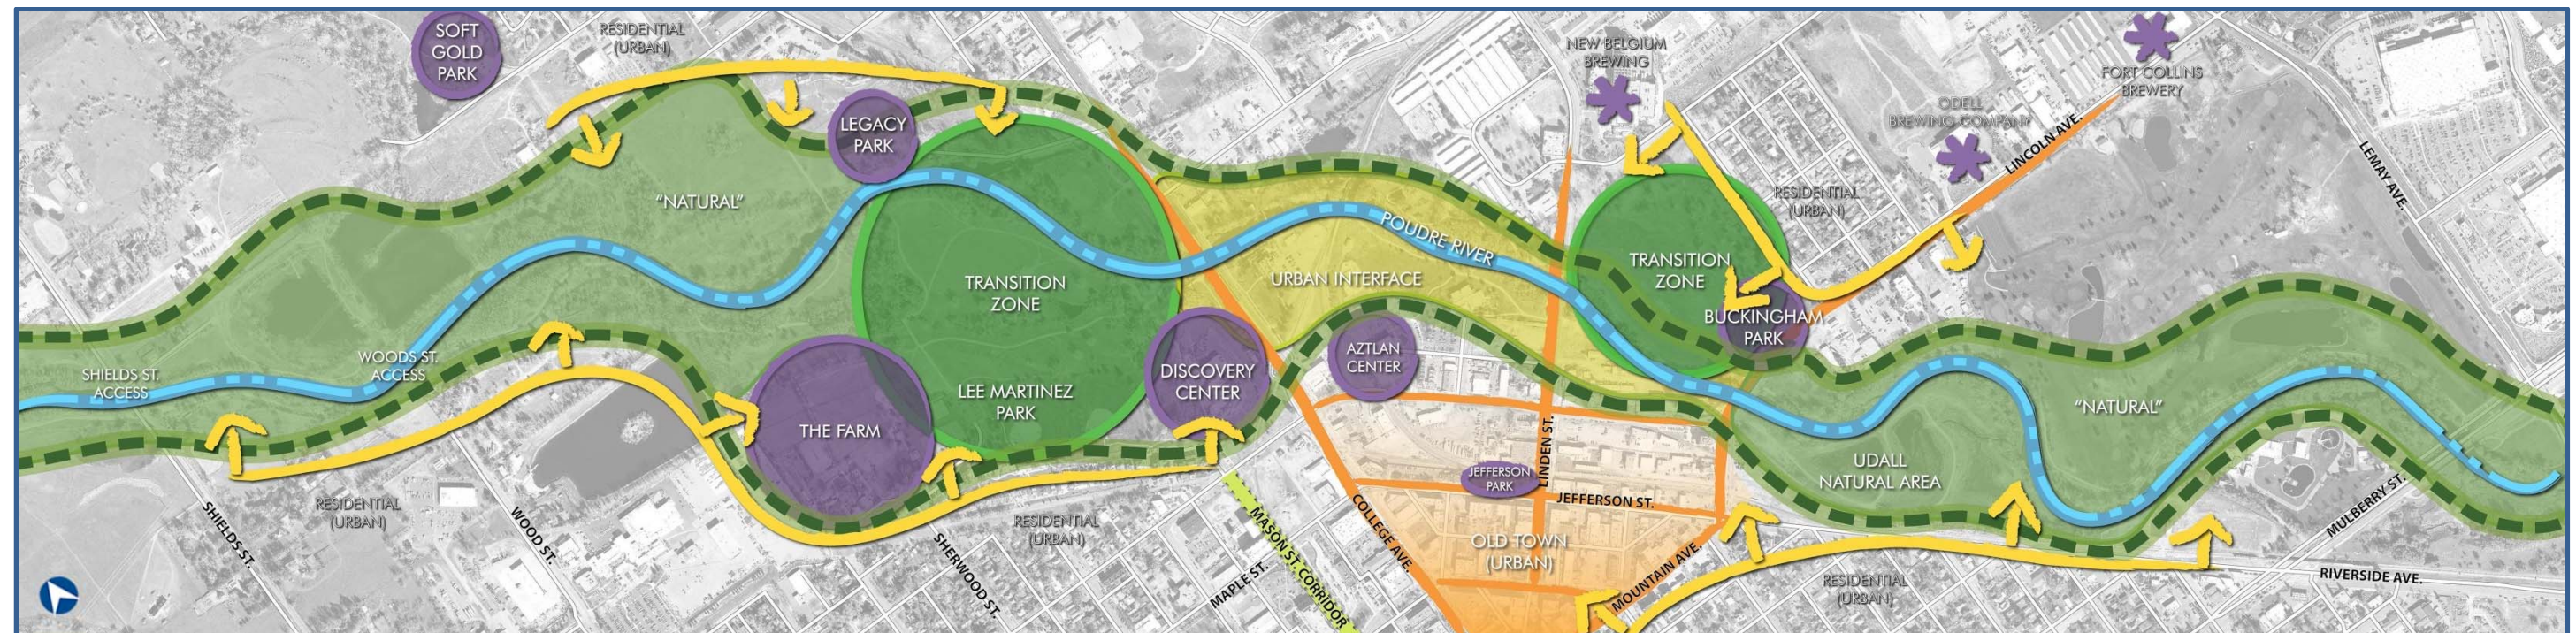 SOFT
GOLD
PARK
RESIDENTIAL
(URBAN)
NEW BELGIUM
BREWING
FORT COLLINS
BREWERY
ODELL
BREWING COMPANY
LINCOLN AVE.
LEMAY AVE.
LEGACY
PARK
"NATURAL"
RESIDENTIAL
(URBAN)
POUDRE RIVER
TRANSITION
ZONE
URBAN INTERFACE
TRANSITION
ZONE
BUCKINGHAM
PARK
SHIELDS ST.
ACCESS
WOODS ST.
ACCESS
DISCOVERY
CENTER
AZTLAN
CENTER
LEE MARTINEZ
PARK
THE FARM
"NATURAL"
UDALL
NATURAL AREA
JEFFERSON
PARK
LINDEN ST.
JEFFERSON ST.
RESIDENTIAL
(URBAN)
SHIELDS ST.
WOOD ST.
RESIDENTIAL
(URBAN)
SHERWOOD ST.
MAPLE ST.
MASON ST. CORRIDOR
COLLEGE AVE.
OLD TOWN
(URBAN)
MOUNTAIN AVE.
RESIDENTIAL
(URBAN)
MULBERRY ST.
RIVERSIDE AVE.